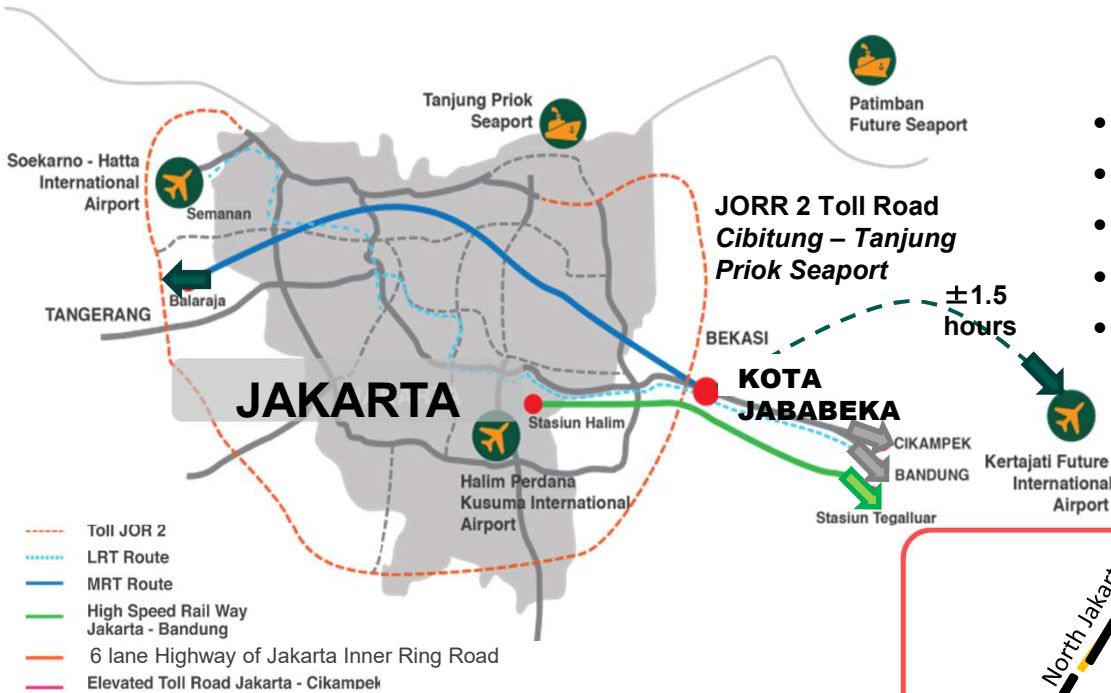 Tanjung Priok
Seaport
Patimban
Future Seaport
Soekarno - Hatta
International
Airport
Semanan
JORR 2 Toll Road
Cibitung – Tanjung
Priok Seaport
±1.5
hours
Balaraja
TANGERANG
BEKASI
JAKARTA
KOTA
JABABEKA
Stasiun Halim
CIKAMPEK
BANDUNG
Kertajati Future
International
Airport
Halim Perdana
Kusuma International
Airport
Stasiun Tegalluar
Toll JOR 2
LRT Route
MRT Route
High Speed Rail Way
Jakarta - Bandung
6 lane Highway of Jakarta Inner Ring Road
Elevated Toll Road Jakarta - Cikampek
North Jakart